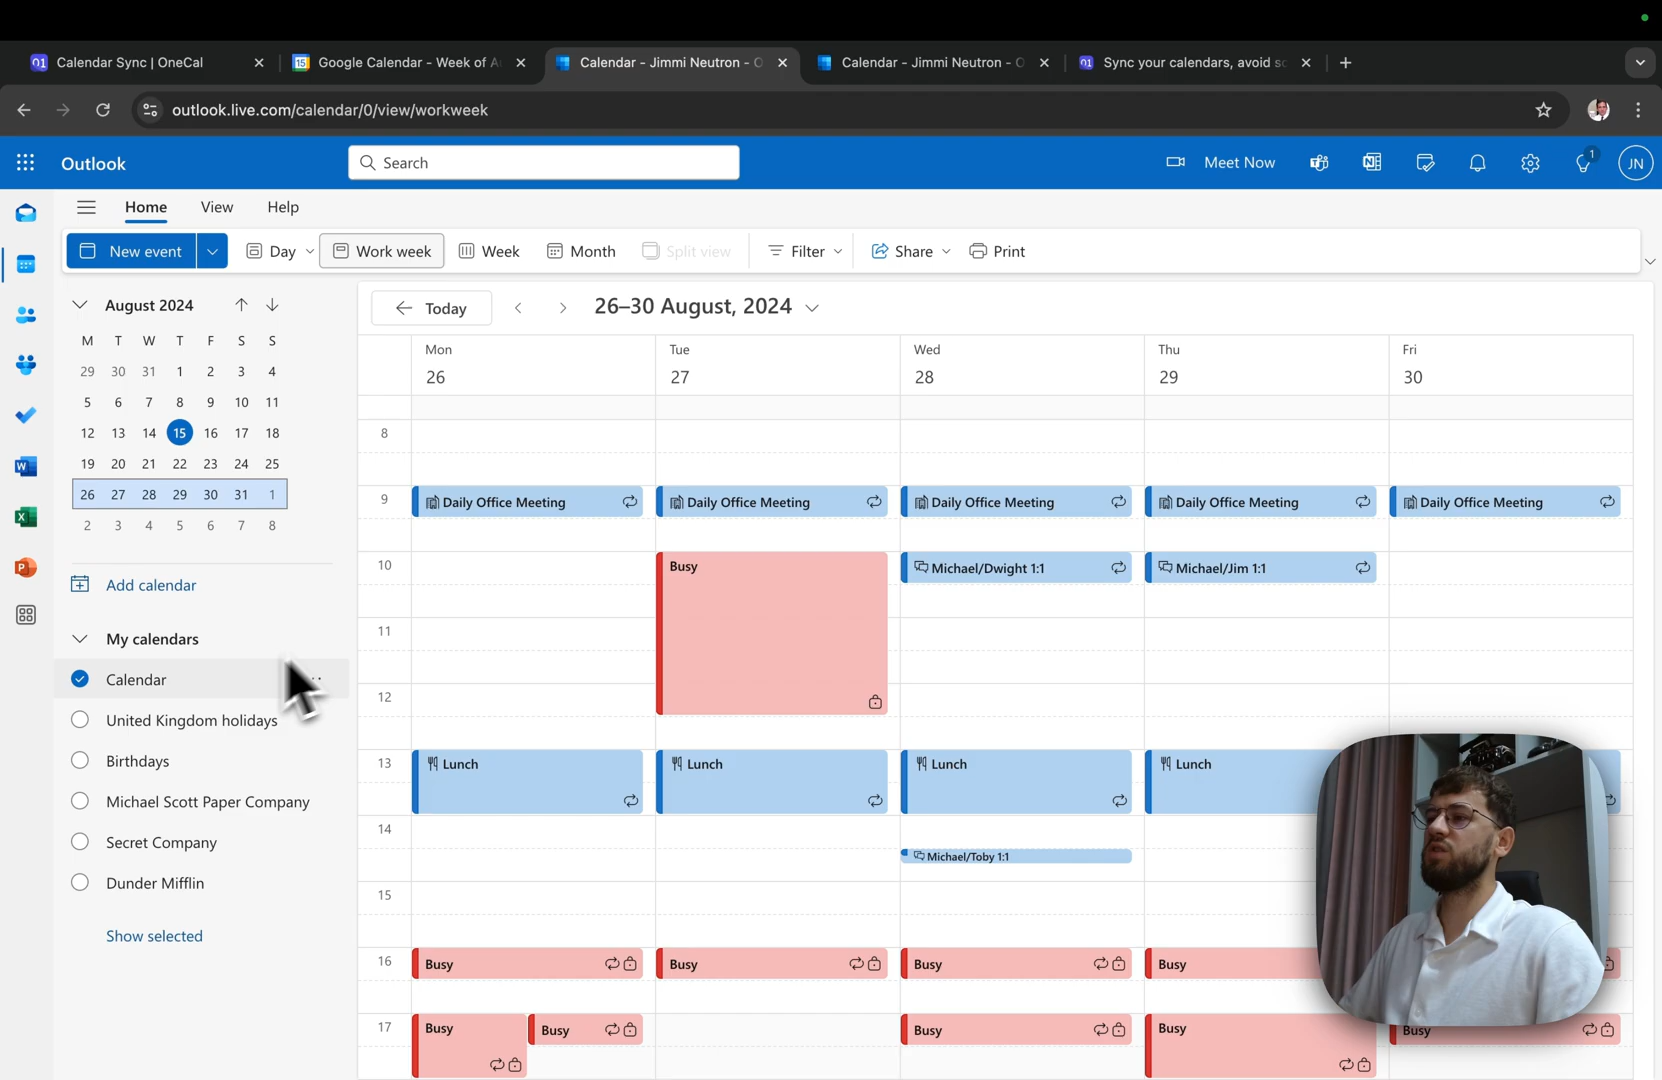 Calendar Sync | OneCal
Google Calendar - Week of A
Calendar - Jimmi Neutron - O
Calendar - Jimmi Neutron - O
Sync your calendars, avoid sc
outlook.live.com/calendar/0/view/workweek
Outlook
Search
Meet Now
1
JN
Home
View
Help
New event
Day
Work week
Week
Month
Split view
Filter
Share
Print
August 2024
M T W T F S S
29 30 31 1 2 3 4
5 6 7 8 9 10 11
12 13 14 15 16 17 18
19 20 21 22 23 24 25
26 27 28 29 30 31 1
2 3 4 5 6 7 8
Add calendar
My calendars
Calendar
United Kingdom holidays
Birthdays
Michael Scott Paper Company
Secret Company
Dunder Mifflin
Show selected
Today
26–30 August, 2024
Mon Tue Wed Thu Fri
26 27 28 29 30
8
9
Daily Office Meeting
Daily Office Meeting
Daily Office Meeting
Daily Office Meeting
Daily Office Meeting
10
Busy
Michael/Dwight 1:1
Michael/Jim 1:1
11
12
13
Lunch
Lunch
Lunch
Lunch
14
Michael/Toby 1:1
15
16
Busy
Busy
Busy
Busy
17
Busy
Busy
Busy
Busy
Busy